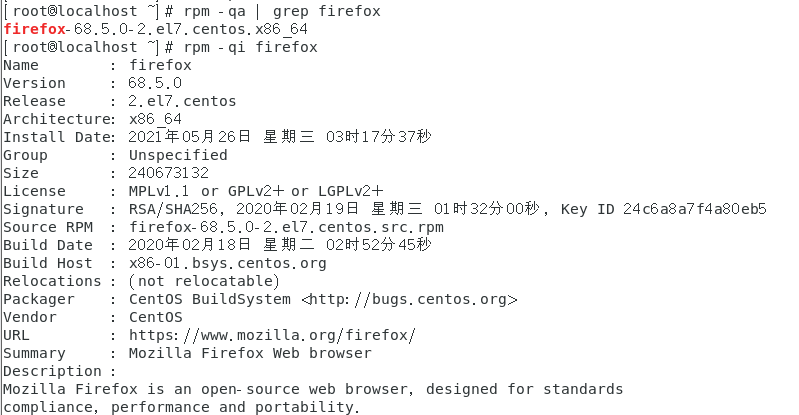 [root@localhost ~]# rpm -qa | grep firefox
firefox-68.5.0-2.el7.centos.x86_64
[root@localhost ~]# rpm -qi firefox
Name        : firefox
Version     : 68.5.0
Release     : 2.el7.centos
Architecture: x86_64
Install Date: 2021年05月26日 星期三 03时17分37秒
Group       : Unspecified
Size        : 240673132
License     : MPLv1.1 or GPLv2+ or LGPLv2+
Signature   : RSA/SHA256, 2020年02月19日 星期三 01时32分00秒, Key ID 24c6a8a7f4a80eb5
Source RPM  : firefox-68.5.0-2.el7.centos.src.rpm
Build Date  : 2020年02月18日 星期二 02时52分45秒
Build Host  : x86-01.bsys.centos.org
Relocations : (not relocatable)
Packager    : CentOS BuildSystem <http://bugs.centos.org>
Vendor      : CentOS
URL         : https://www.mozilla.org/firefox/
Summary     : Mozilla Firefox Web browser
Description :
Mozilla Firefox is an open-source web browser, designed for standards
compliance, performance and portability.